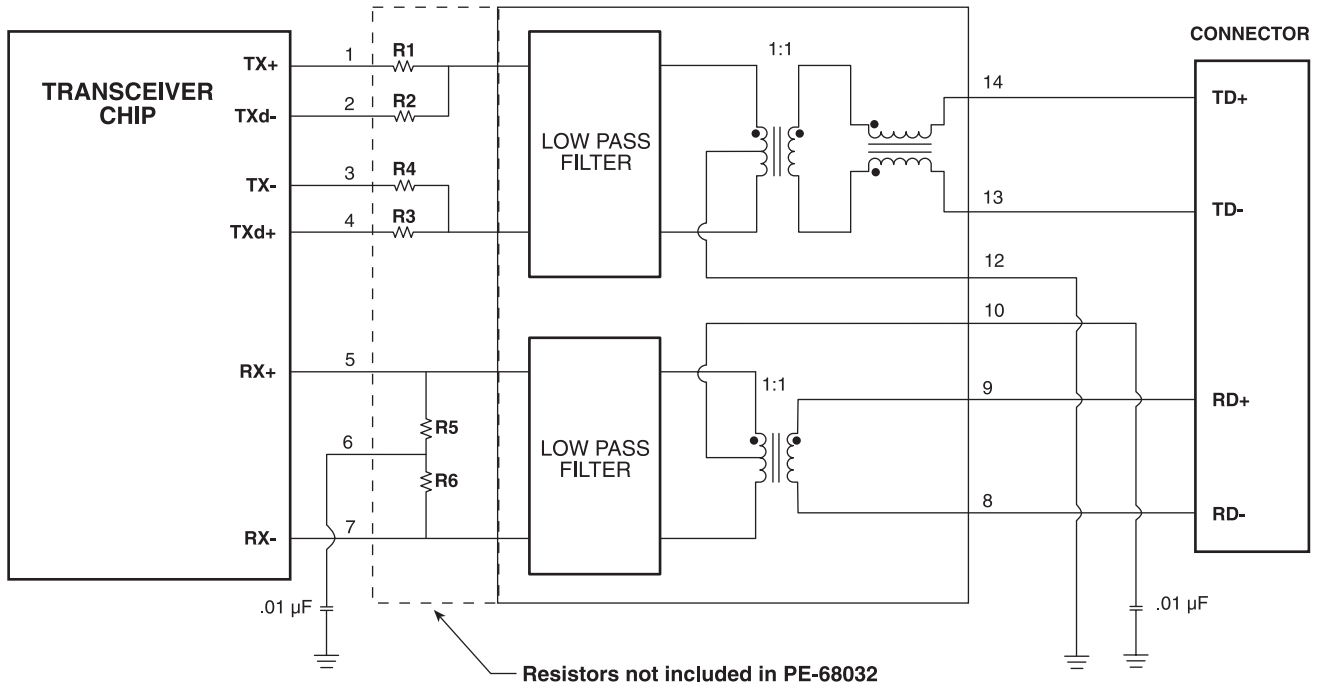 CONNECTOR
TRANSCEIVER
CHIP
TX+
1
R1
TXd-
2
R2
TX-
3
R4
TXd+
4
R3
LOW PASS
FILTER
1:1
14
TD+
13
TD-
12
10
RX+
5
R5
6
R6
RX-
7
LOW PASS
FILTER
1:1
9
RD+
8
RD-
.01 µF
.01 µF
Resistors not included in PE-68032